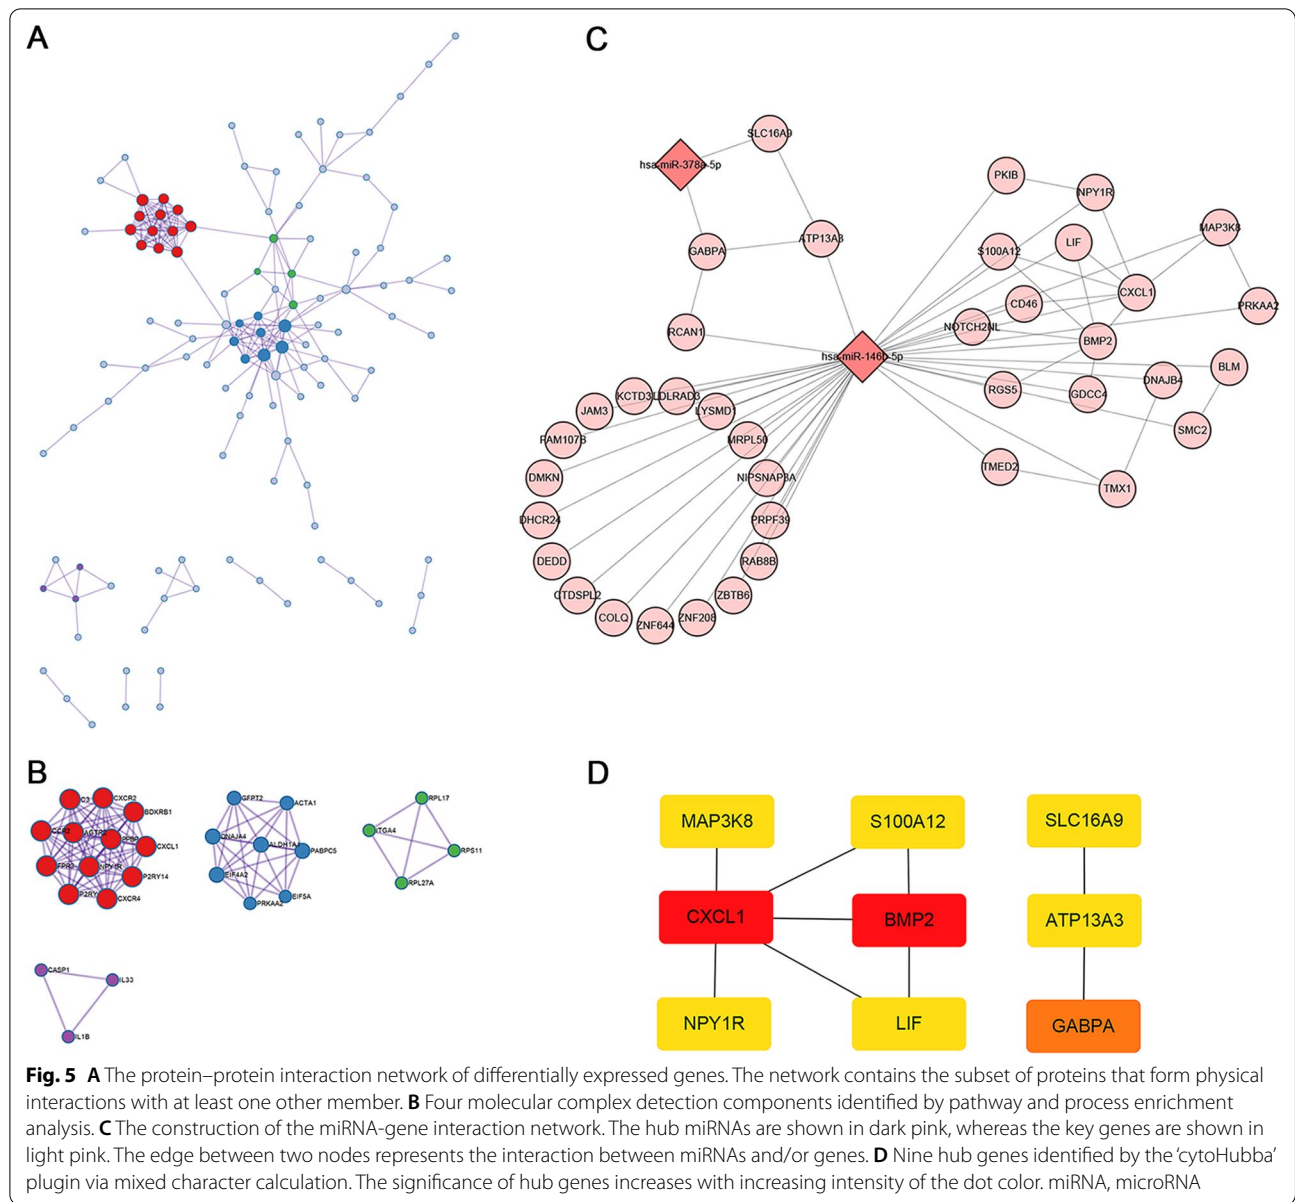 A
C
SLC16A9
hsa-miR-378a-5p
PKIB
NPY1R
MAP3K8
GABPA
ATP13A3
S100A12
LIF
CXCL1
CD46
PRKAA2
NOTCH2NL
RCAN1
BMP2
hsa-miR-146b-5p
BLM
DNAJB4
RGS5
GDCC4
KCTD3
LDLRAD3
JAM3
LYSMD1
SMC2
FAM107B
MRPL50
TMED2
DMKN
NIPSNAP3A
TMX1
DHCR24
PRPF39
DEDD
RAB8B
CTDSPL2
ZBTB6
COLQ
ZNF644
ZNF208
B
C3
CXCR2
BDKRB1
CCR2
AGTR2
PPBP
CXCL1
FPR2
NPY1R
P2RY14
CXCR4
GFPT2
ACTA1
DNAJA4
ALDH1A1
PABPC5
EIF4A2
PRKAA2
EIF5A
RPL17
ITGA4
RPS11
RPL27A
CASP1
IL33
IL1B
D
MAP3K8
S100A12
SLC16A9
CXCL1
BMP2
ATP13A3
NPY1R
LIF
GABPA
Fig. 5 A The protein–protein interaction network of differentially expressed genes. The network contains the subset of proteins that form physical
interactions with at least one other member. B Four molecular complex detection components identified by pathway and process enrichment
analysis. C The construction of the miRNA-gene interaction network. The hub miRNAs are shown in dark pink, whereas the key genes are shown in
light pink. The edge between two nodes represents the interaction between miRNAs and/or genes. D Nine hub genes identified by the ‘cytoHubba’
plugin via mixed character calculation. The significance of hub genes increases with increasing intensity of the dot color. miRNA, microRNA